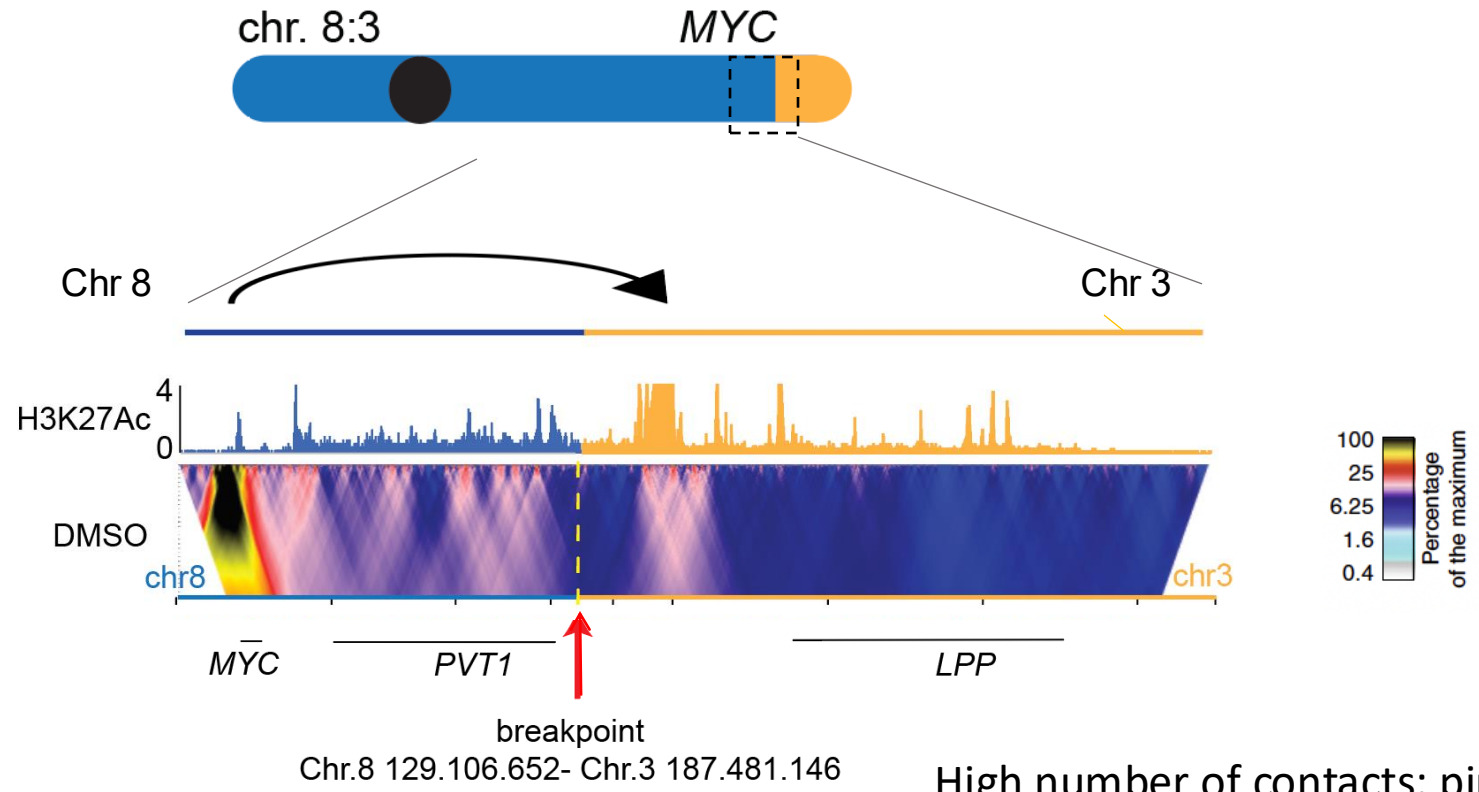 chr. 8:3 MYC
Chr 8 Chr 3
H3K27Ac
4
0
DMSO
chr8 chr3
100
25
6.25
1.6
0.4
Percentage
of the maximum
MYC PVT1 LPP
breakpoint
Chr.8 129.106.652- Chr.3 187.481.146
High number of contacts: